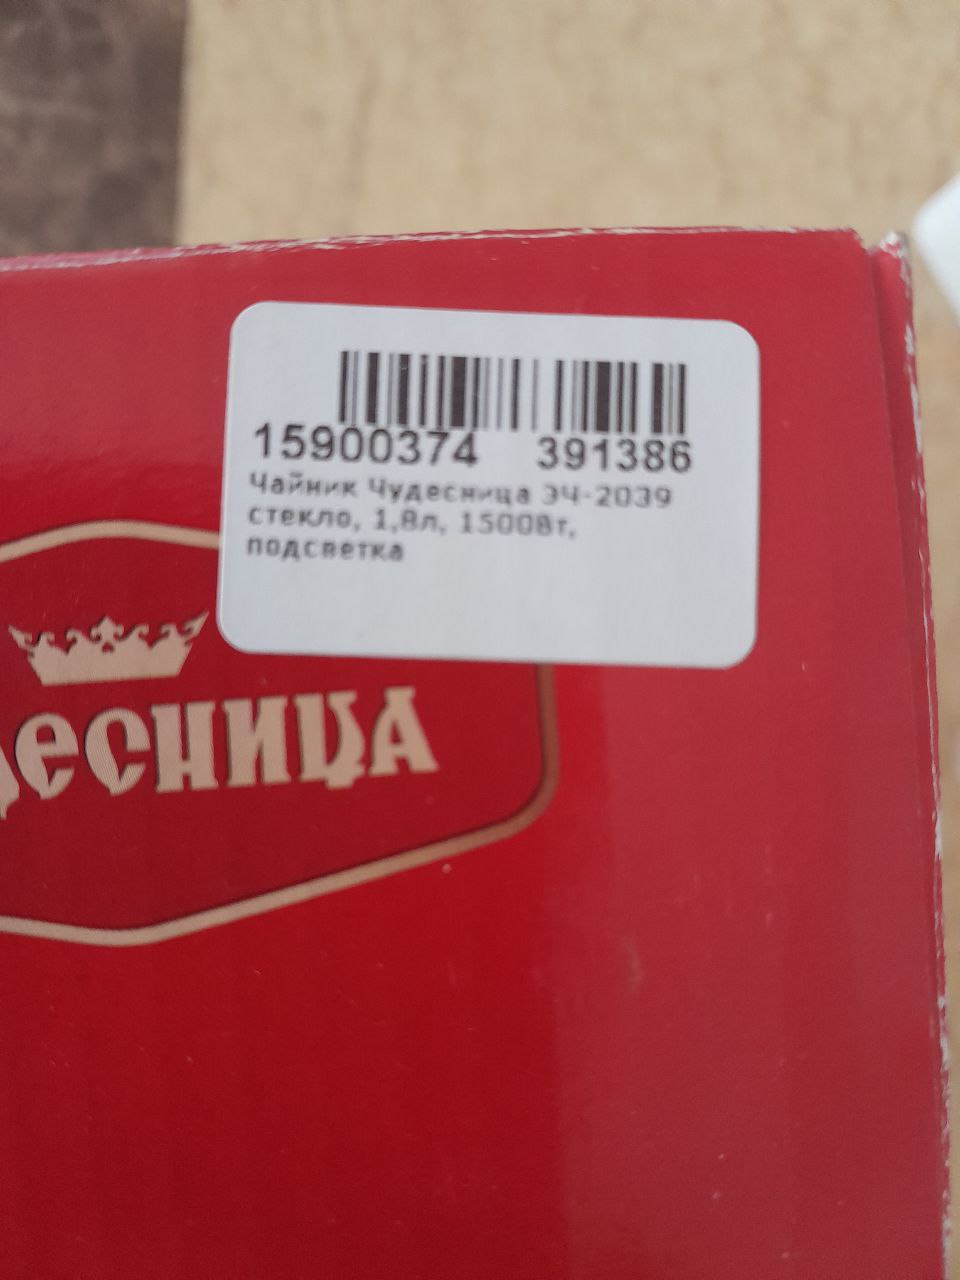 15900374 391386
Чайник Чудесница ЭЧ-2039
стекло, 1,8л, 1500Вт,
подсветка
десница